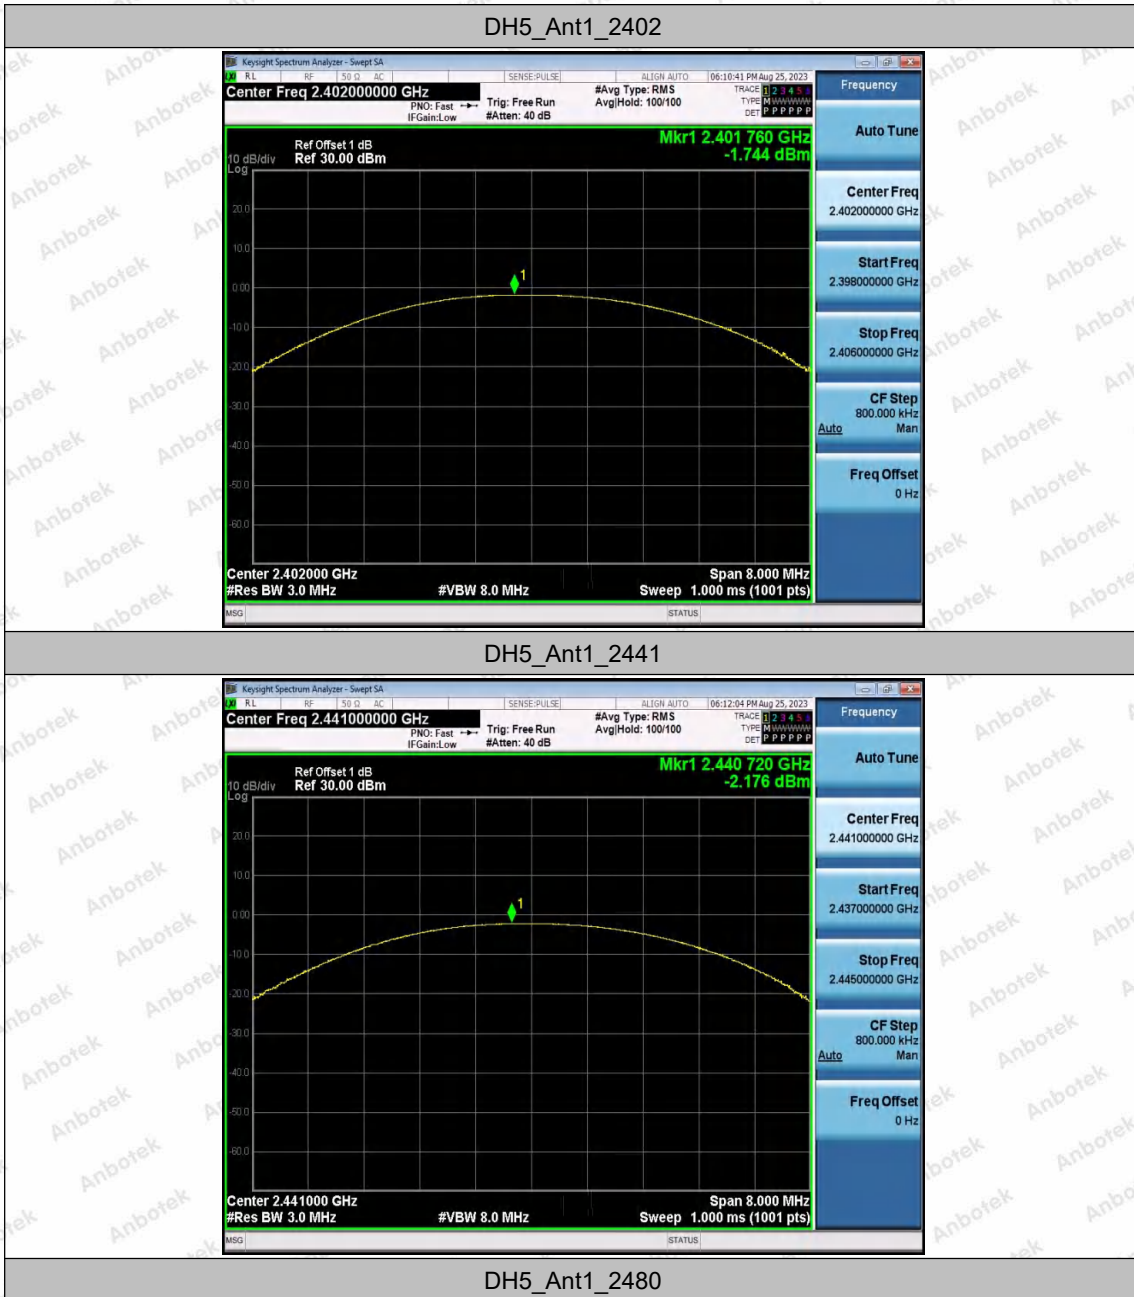 DH5_Ant1_2402
Keysight Spectrum Analyzer - Swept SA
RL RF 50 Ω AC SENSE:PULSE ALIGN AUTO 06:10:41 PM Aug 25, 2023
Center Freq 2.402000000 GHz
PNO: Fast
IFGain:Low
Trig: Free Run
#Atten: 40 dB
#Avg Type: RMS
Avg|Hold: 100/100
TRACE 1 2 3 4 5 6
TYPE M WWWWW
DET P P P P P P
Ref Offset 1 dB
10 dB/div Ref 30.00 dBm
Log
Mkr1 2.401 760 GHz
-1.744 dBm
20.0
10.0
0.00
-10.0
-20.0
-30.0
-40.0
-50.0
-60.0
1
Center 2.402000 GHz Span 8.000 MHz
#Res BW 3.0 MHz #VBW 8.0 MHz Sweep 1.000 ms (1001 pts)
MSG STATUS
Frequency
Auto Tune
Center Freq
2.402000000 GHz
Start Freq
2.398000000 GHz
Stop Freq
2.406000000 GHz
CF Step
800.000 kHz
Auto Man
Freq Offset
0 Hz
DH5_Ant1_2441
Keysight Spectrum Analyzer - Swept SA
RL RF 50 Ω AC SENSE:PULSE ALIGN AUTO 06:12:04 PM Aug 25, 2023
Center Freq 2.441000000 GHz
PNO: Fast
IFGain:Low
Trig: Free Run
#Atten: 40 dB
#Avg Type: RMS
Avg|Hold: 100/100
TRACE 1 2 3 4 5 6
TYPE M WWWWW
DET P P P P P P
Ref Offset 1 dB
10 dB/div Ref 30.00 dBm
Log
Mkr1 2.440 720 GHz
-2.176 dBm
20.0
10.0
0.00
-10.0
-20.0
-30.0
-40.0
-50.0
-60.0
1
Center 2.441000 GHz Span 8.000 MHz
#Res BW 3.0 MHz #VBW 8.0 MHz Sweep 1.000 ms (1001 pts)
MSG STATUS
Frequency
Auto Tune
Center Freq
2.441000000 GHz
Start Freq
2.437000000 GHz
Stop Freq
2.445000000 GHz
CF Step
800.000 kHz
Auto Man
Freq Offset
0 Hz
DH5_Ant1_2480
Anbotek